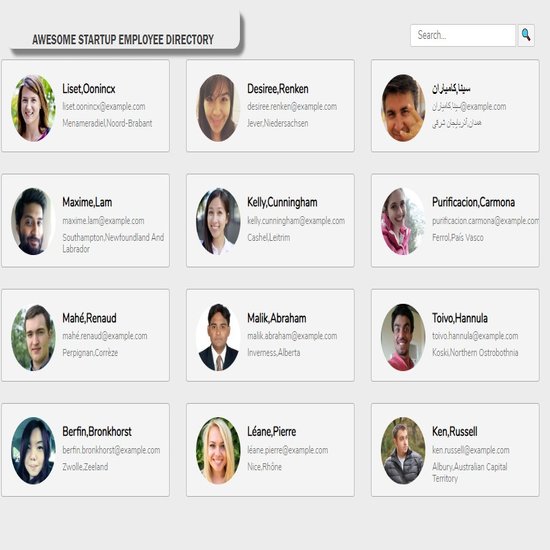 AWESOME STARTUP EMPLOYEE DIRECTORY
Search...
Liset,Oonincx
liset.oonincx@example.com
Menameradiel,Noord-Brabant
Desiree,Renken
desiree.renken@example.com
Jever,Niedersachsen
سیتا,کامیاران
سیتا.کامیاران@example.com
همدان,آذربایجان شرقی
Maxime,Lam
maxime.lam@example.com
Southampton,Newfoundland And
Labrador
Kelly,Cunningham
kelly.cunningham@example.com
Cashel,Leitrim
Purificacion,Carmona
purificacion.carmona@example.com
Ferrol,País Vasco
Mahé,Renaud
mahé.renaud@example.com
Perpignan,Corrèze
Malik,Abraham
malik.abraham@example.com
Inverness,Alberta
Toivo,Hannula
toivo.hannula@example.com
Koski,Northern Ostrobothnia
Berfin,Bronkhorst
berfin.bronkhorst@example.com
Zwolle,Zeeland
Léane,Pierre
léane.pierre@example.com
Nice,Rhône
Ken,Russell
ken.russell@example.com
Albury,Australian Capital
Territory